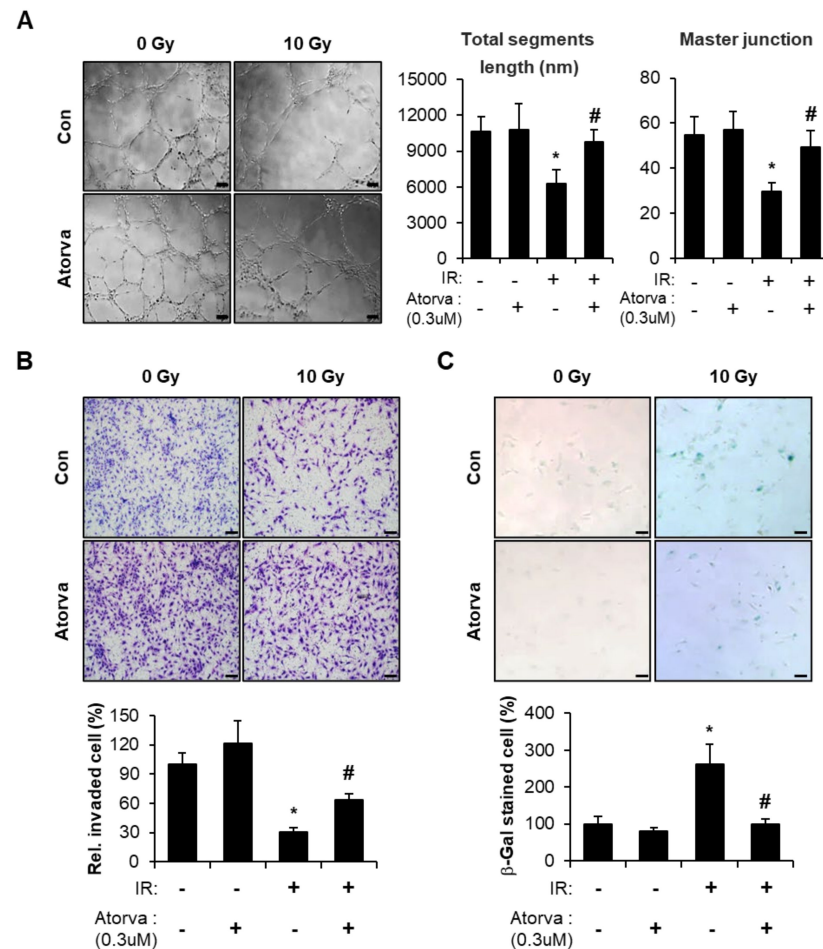 A
0 Gy
10 Gy
Con
Atorva
Total segments
length (nm)
15000
12000
9000
6000
3000
0
*
#
IR: - - + +
Atorva : - + - +
(0.3uM)
Master junction
80
60
40
20
0
*
#
IR: - - + +
Atorva : - + - +
(0.3uM)
B
0 Gy
10 Gy
Con
Atorva
Rel. invaded cell (%)
150
120
90
60
30
0
*
#
IR: - - + +
Atorva : - + - +
(0.3uM)
C
0 Gy
10 Gy
Con
Atorva
β-Gal stained cell (%)
400
300
200
100
0
*
#
IR: - - + +
Atorva : - + - +
(0.3uM)